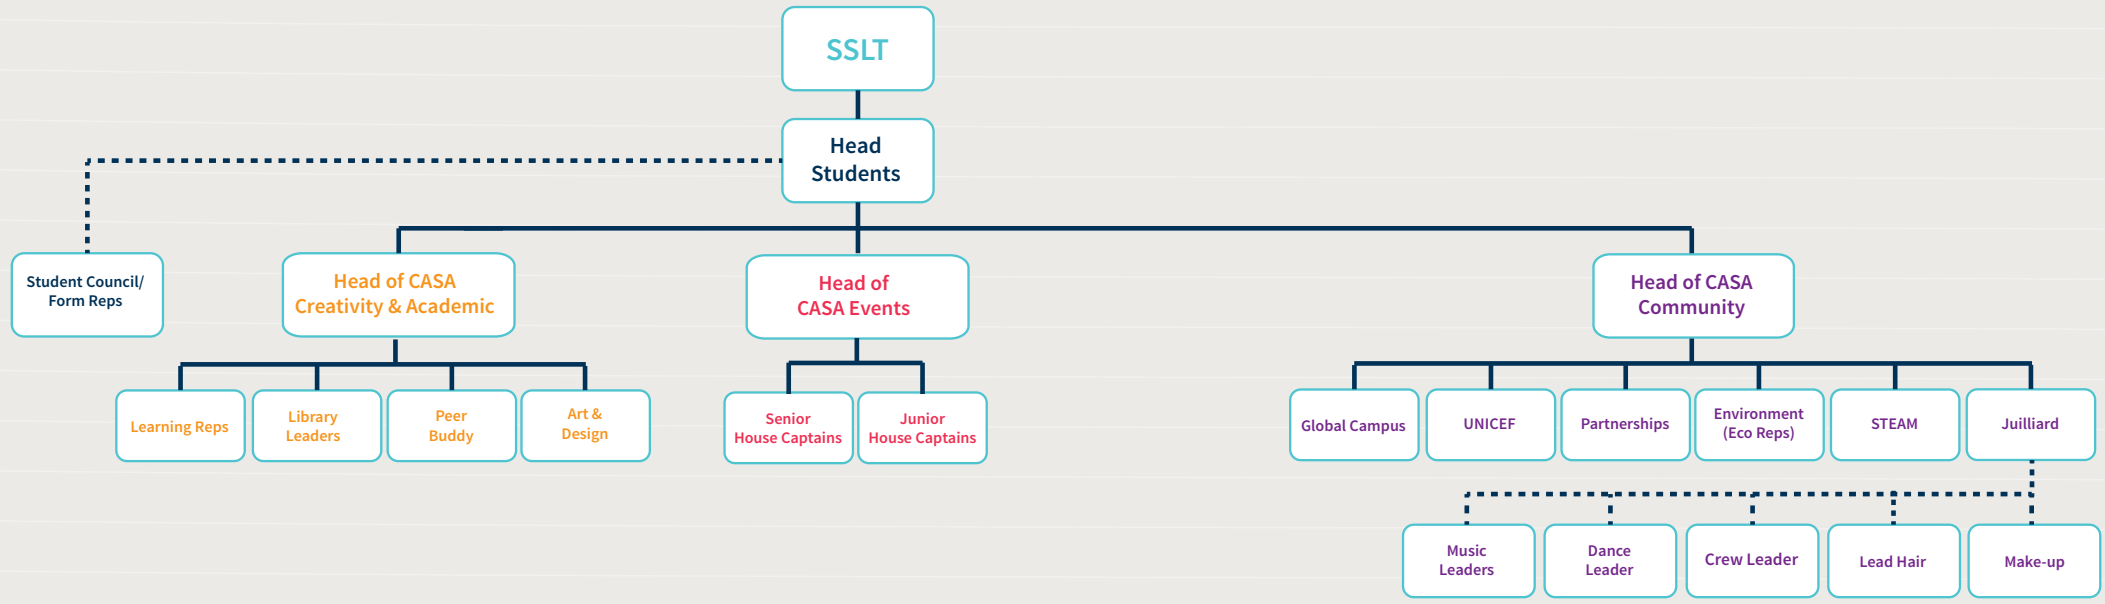 SSLT
Head
Students
Student Council/
Form Reps
Head of CASA
Creativity & Academic
Head of
CASA Events
Head of CASA
Community
Learning Reps
Library
Leaders
Peer
Buddy
Art &
Design
Senior
House Captains
Junior
House Captains
Global Campus
UNICEF
Partnerships
Environment
(Eco Reps)
STEAM
Juilliard
Music
Leaders
Dance
Leader
Crew Leader
Lead Hair
Make-up